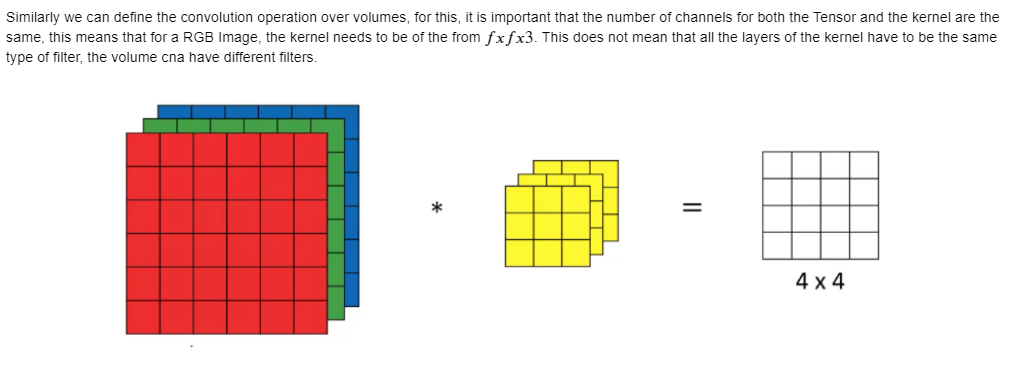 Similarly we can define the convolution operation over volumes, for this, it is important that the number of channels for both the Tensor and the kernel are the
same, this means that for a RGB Image, the kernel needs to be of the from fxfx3. This does not mean that all the layers of the kernel have to be the same
type of filter, the volume cna have different filters.
* =
4 x 4